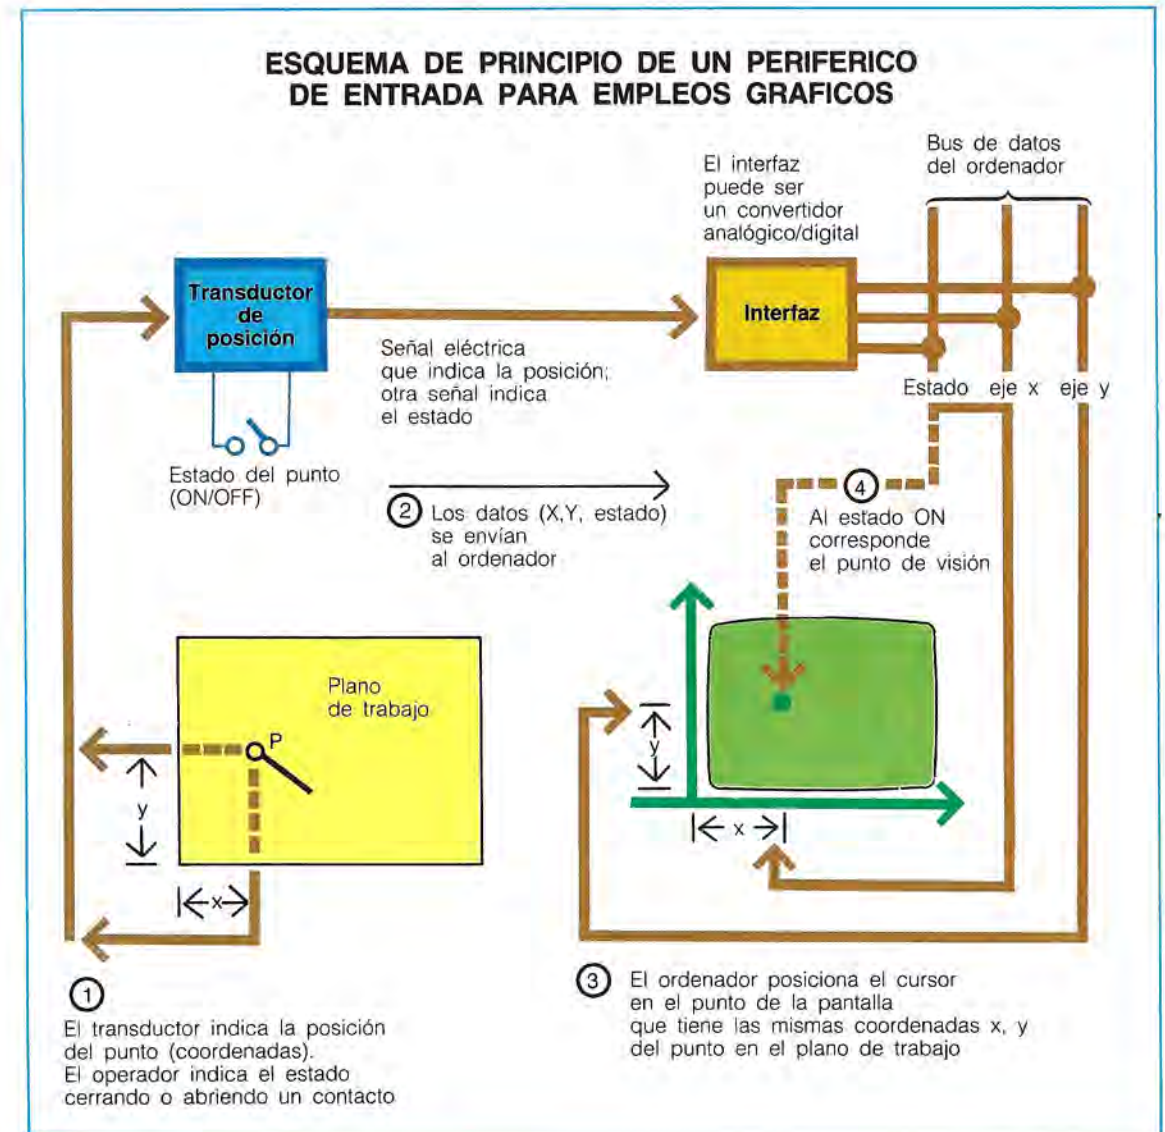 ESQUEMA DE PRINCIPIO DE UN PERIFERICO
DE ENTRADA PARA EMPLEOS GRAFICOS
Bus de datos
del ordenador
El interfaz
puede ser
un convertidor
analógico/digital
Transductor
de
posición
Interfaz
Señal eléctrica
que indica la posición;
otra señal indica
el estado
Estado eje x eje y
Estado del punto
(ON/OFF)
2 Los datos (X,Y, estado)
se envían
al ordenador
4
Al estado ON
corresponde
el punto de visión
Plano
de trabajo
P
y
x
y
x
1
El transductor indica la posición
del punto (coordenadas).
El operador indica el estado
cerrando o abriendo un contacto
3 El ordenador posiciona el cursor
en el punto de la pantalla
que tiene las mismas coordenadas x, y
del punto en el plano de trabajo